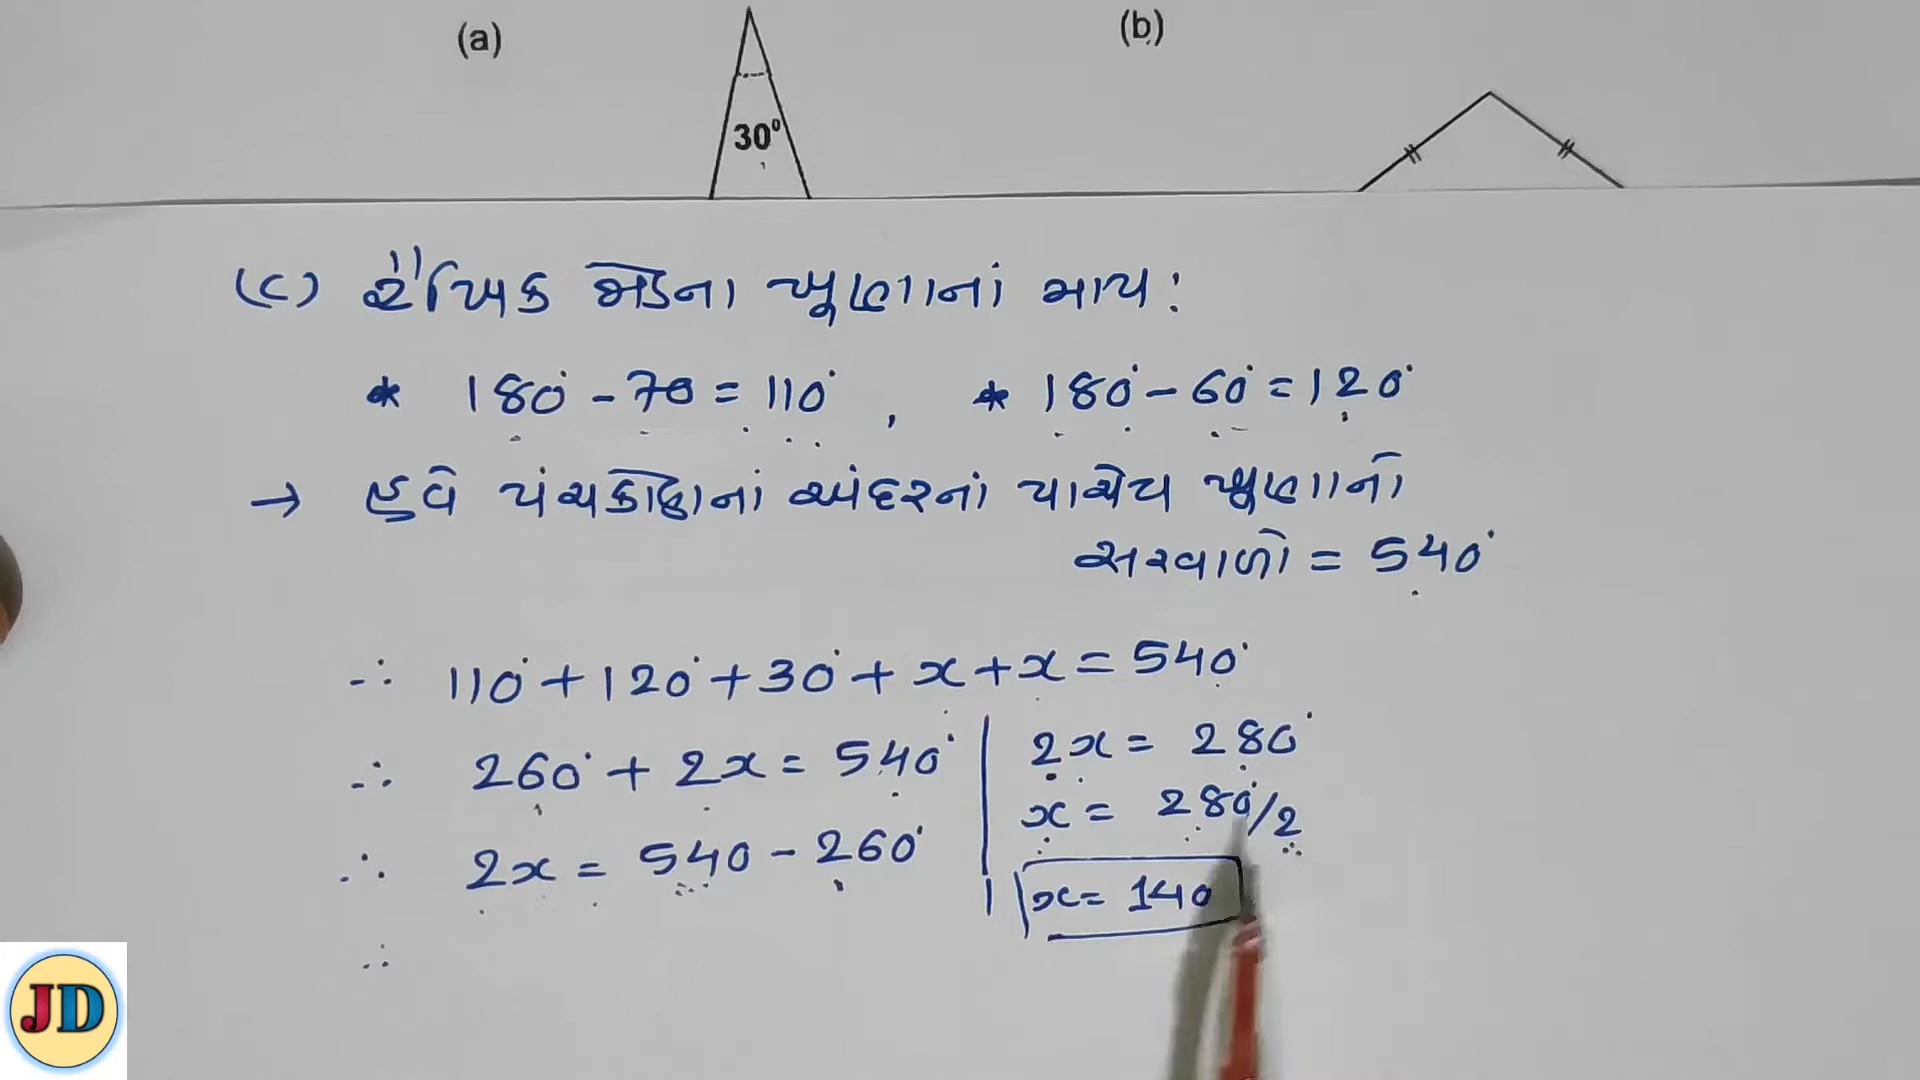 (a)
(b)
30°
(c) રૈખિક જોડના ખૂણાનાં માપ:
* 180° - 70 = 110° , * 180° - 60° = 120°
→ હવે પંચકોણનાં અંદરનાં પાચેય ખૂણાનો
સરવાળો = 540°
∴ 110° + 120° + 30° + x + x = 540°
∴ 260° + 2x = 540°
∴ 2x = 540 - 260°
∴
2x = 280°
x = 280°/2
x = 140
JD